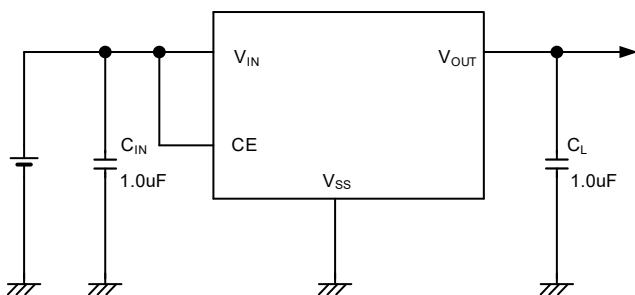 V_IN
V_OUT
C_IN
1.0uF
CE
V_SS
C_L
1.0uF